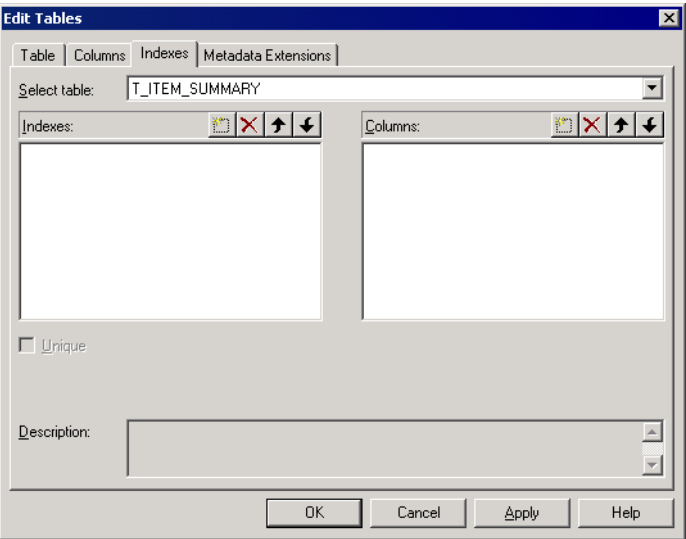 Edit Tables
Table Columns Indexes Metadata Extensions
Select table: T_ITEM_SUMMARY
Indexes: Columns:
Unique
Description:
OK Cancel Apply Help